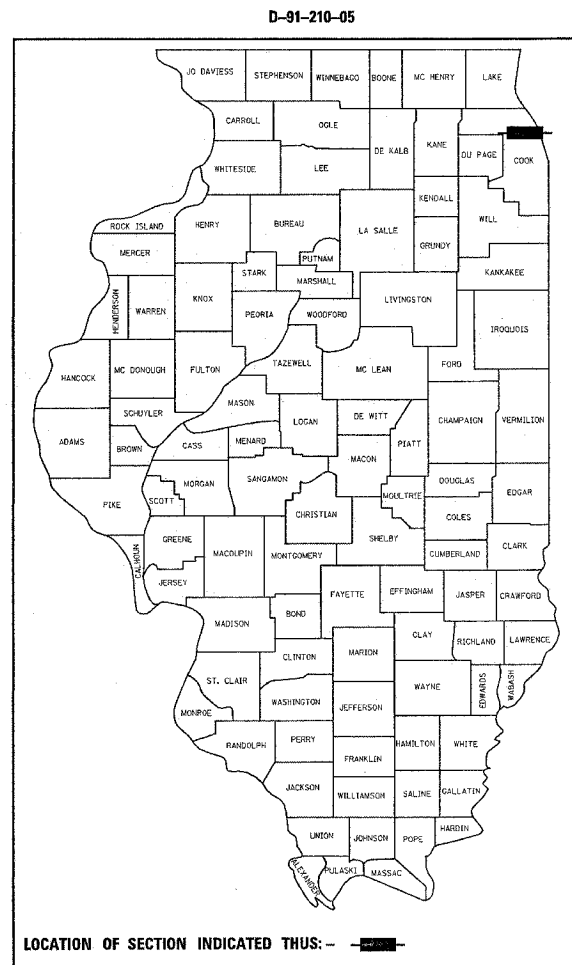 D-91-210-05
JO DAVIESS
STEPHENSON
WINNEBAGO
BOONE
MC HENRY
LAKE
CARROLL
OGLE
DE KALB
KANE
DU PAGE
COOK
WHITESIDE
LEE
KENDALL
ROCK ISLAND
HENRY
BUREAU
LA SALLE
WILL
MERCER
PUTNAM
GRUNDY
STARK
MARSHALL
KANKAKEE
HENDERSON
WARREN
KNOX
PEORIA
WOODFORD
LIVINGSTON
IROQUOIS
HANCOCK
MC DONOUGH
FULTON
TAZEWELL
MC LEAN
FORD
SCHUYLER
MASON
LOGAN
DE WITT
CHAMPAIGN
VERMILION
ADAMS
BROWN
CASS
MENARD
MACON
PIATT
PIKE
SCOTT
MORGAN
SANGAMON
CHRISTIAN
MOULTRIE
DOUGLAS
EDGAR
COLES
CALHOUN
GREENE
MACOUPIN
MONTGOMERY
SHELBY
CUMBERLAND
CLARK
JERSEY
FAYETTE
EFFINGHAM
JASPER
CRAWFORD
MADISON
BOND
CLAY
RICHLAND
LAWRENCE
CLINTON
MARION
ST. CLAIR
WAYNE
EDWARDS
WABASH
MONROE
WASHINGTON
JEFFERSON
RANDOLPH
PERRY
HAMILTON
WHITE
FRANKLIN
JACKSON
WILLIAMSON
SALINE
GALLATIN
UNION
JOHNSON
POPE
HARDIN
ALEXANDER
PULASKI
MASSAC
LOCATION OF SECTION INDICATED THUS: -